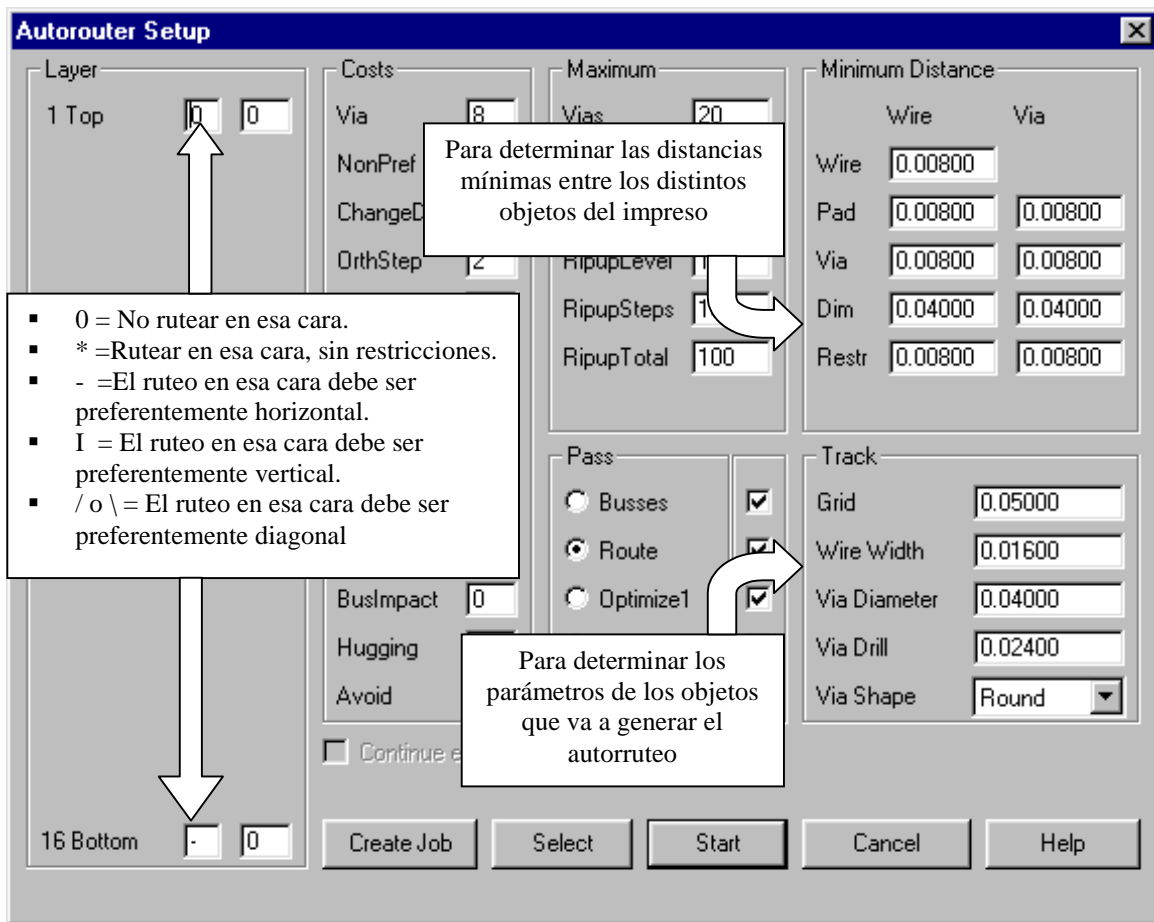 Autorouter Setup
Layer
1 Top 0 0
16 Bottom - 0
▪ 0 = No rutear en esa cara.
▪ * =Rutear en esa cara, sin restricciones.
▪ - =El ruteo en esa cara debe ser
preferentemente horizontal.
▪ I = El ruteo en esa cara debe ser
preferentemente vertical.
▪ / o \ = El ruteo en esa cara debe ser
preferentemente diagonal
Costs
Via 8
NonPref
OrthStep 2
BusImpact 0
Hugging
Avoid
Continue
Maximum
Vias 20
RipupLevel
RipupSteps
RipupTotal 100
Para determinar las distancias
mínimas entre los distintos
objetos del impreso
Minimum Distance
Wire Via
Wire 0.00800
Pad 0.00800 0.00800
Via 0.00800 0.00800
Dim 0.04000 0.04000
Restr 0.00800 0.00800
Pass
Busses
Route
Optimize1
Para determinar los
parámetros de los objetos
que va a generar el
autorruteo
Track
Grid 0.05000
Wire Width 0.01600
Via Diameter 0.04000
Via Drill 0.02400
Via Shape Round
Create Job Select Start Cancel Help